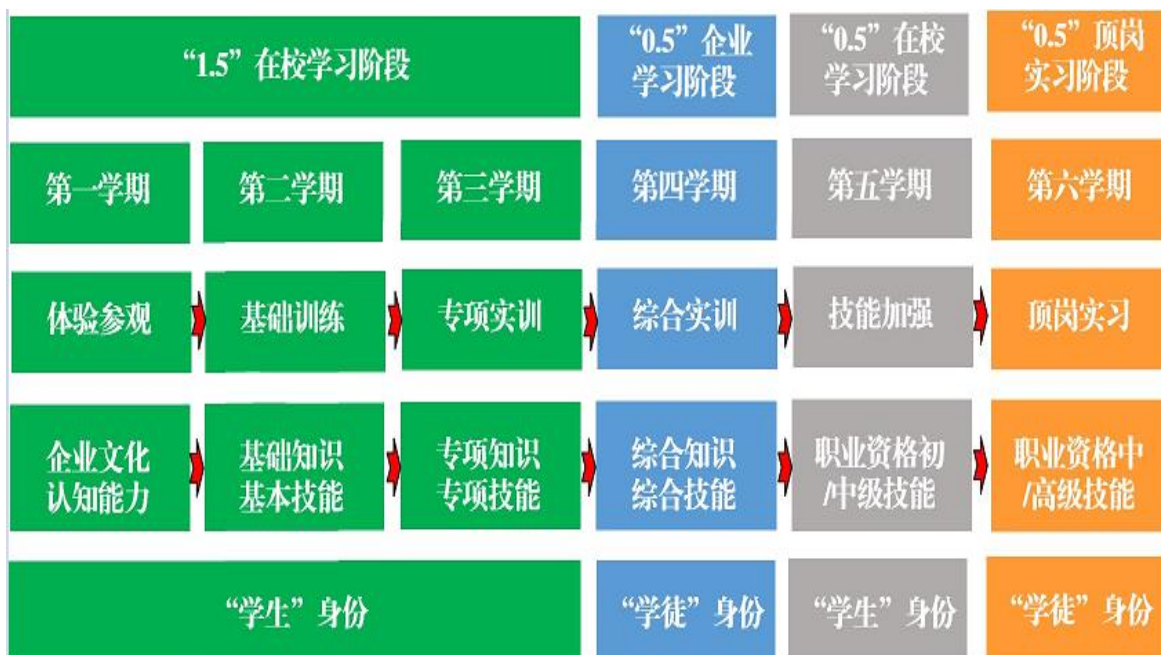 “1.5”在校学习阶段
“0.5”企业
学习阶段
“0.5”在校
学习阶段
“0.5”顶岗
实习阶段
第一学期
第二学期
第三学期
第四学期
第五学期
第六学期
体验参观
基础训练
专项实训
综合实训
技能加强
顶岗实习
企业文化
认知能力
基础知识
基本技能
专项知识
专项技能
综合知识
综合技能
职业资格初
/中级技能
职业资格中
/高级技能
“学生”身份
“学徒”身份
“学生”身份
“学徒”身份